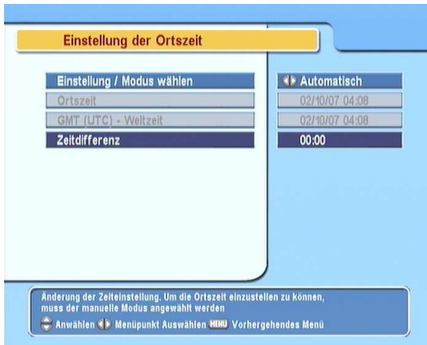 Einstellung der Ortszeit
Einstellung / Modus wählen Automatisch
Ortszeit 02/10/07 04:08
GMT (UTC) - Weltzeit 02/10/07 04:08
Zeitdifferenz 00:00
Änderung der Zeiteinstellung. Um die Ortszeit einzustellen zu können,
muss der manuelle Modus angewählt werden
Anwählen Menüpunkt Auswählen MENU Vorhergehendes Menü